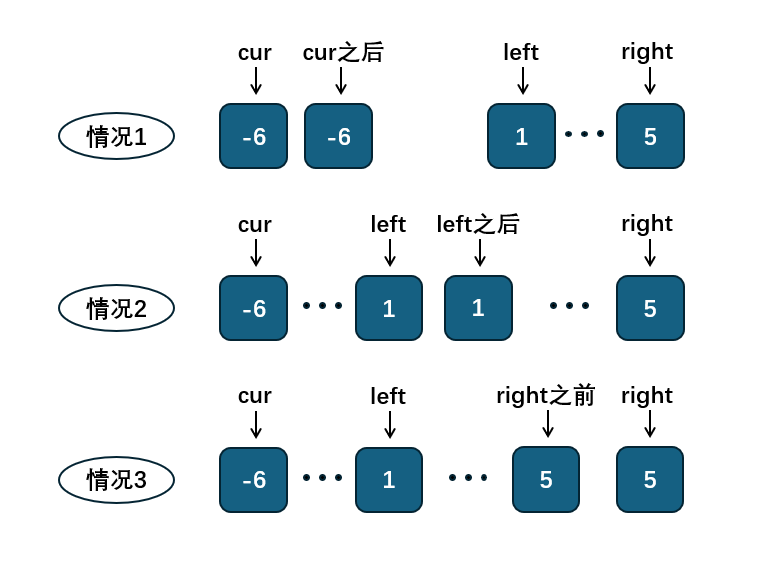 cur cur之后 left right
情况1 -6 -6 1 ••• 5
cur left left之后 right
情况2 -6 ••• 1 1 ••• 5
cur left right之前 right
情况3 -6 ••• 1 ••• 5 5